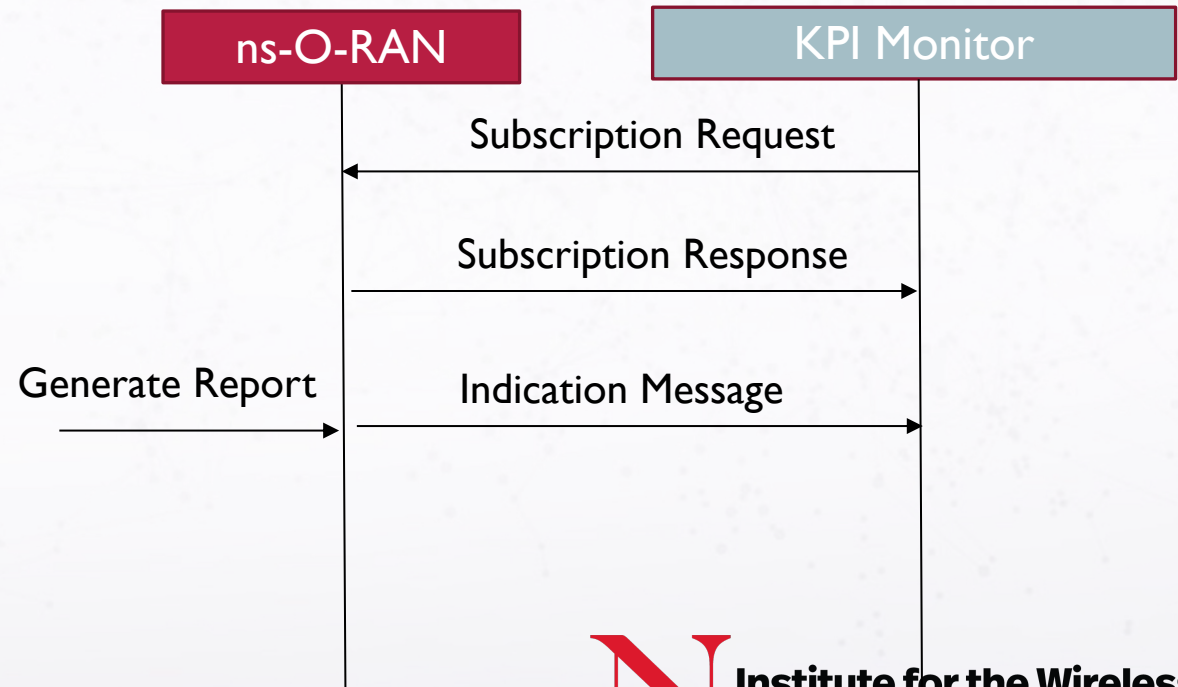 ns-O-RAN
KPI Monitor
Subscription Request
Subscription Response
Generate Report
Indication Message
Institute for the